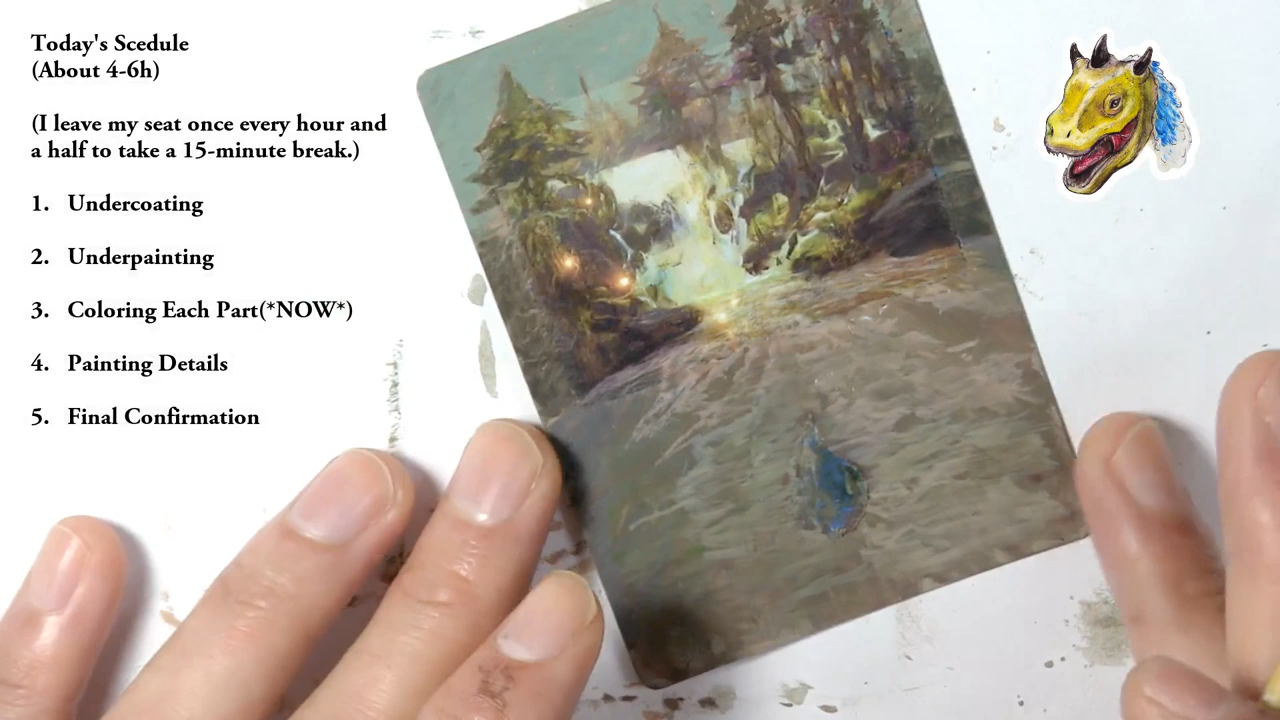 Today's Scedule
(About 4-6h)
(I leave my seat once every hour and
a half to take a 15-minute break.)
1. Undercoating
2. Underpainting
3. Coloring Each Part(*NOW*)
4. Painting Details
5. Final Confirmation